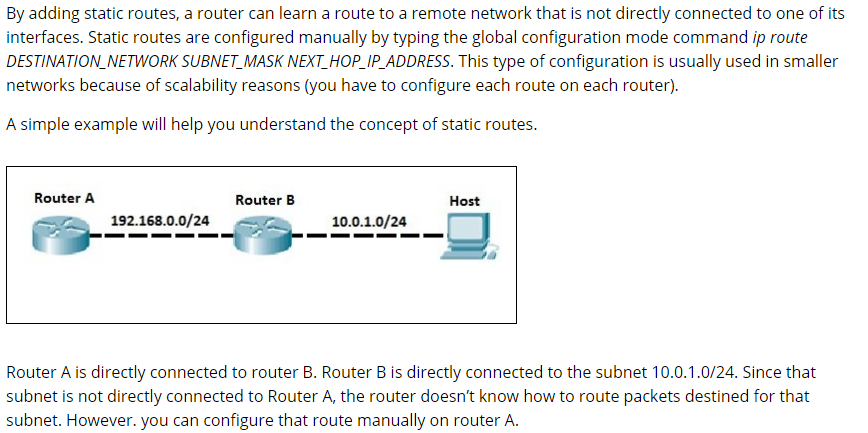 By adding static routes, a router can learn a route to a remote network that is not directly connected to one of its
interfaces. Static routes are configured manually by typing the global configuration mode command ip route
DESTINATION_NETWORK SUBNET_MASK NEXT_HOP_IP_ADDRESS. This type of configuration is usually used in smaller
networks because of scalability reasons (you have to configure each route on each router).
A simple example will help you understand the concept of static routes.
Router A
Router B
Host
192.168.0.0/24
10.0.1.0/24
Router A is directly connected to router B. Router B is directly connected to the subnet 10.0.1.0/24. Since that
subnet is not directly connected to Router A, the router doesn’t know how to route packets destined for that
subnet. However. you can configure that route manually on router A.